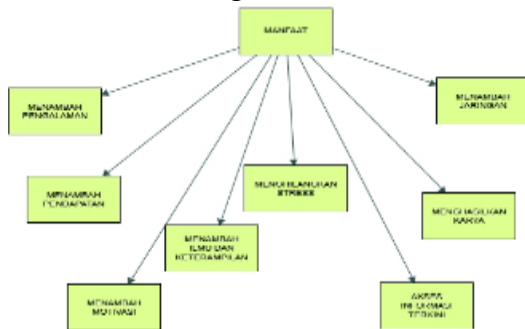 MANFAAT
MENAMBAH
PENGALAMAN
MENAMBAH
JARINGAN
MENAMBAH
PENDAPATAN
MENGHILANGKAN
STRESS
MENGHASILKAN
KARYA
MENAMBAH
ILMU DAN
KETERAMPILAN
MENAMBAH
MOTIVASI
AKSES
INFORMASI
TERKINI